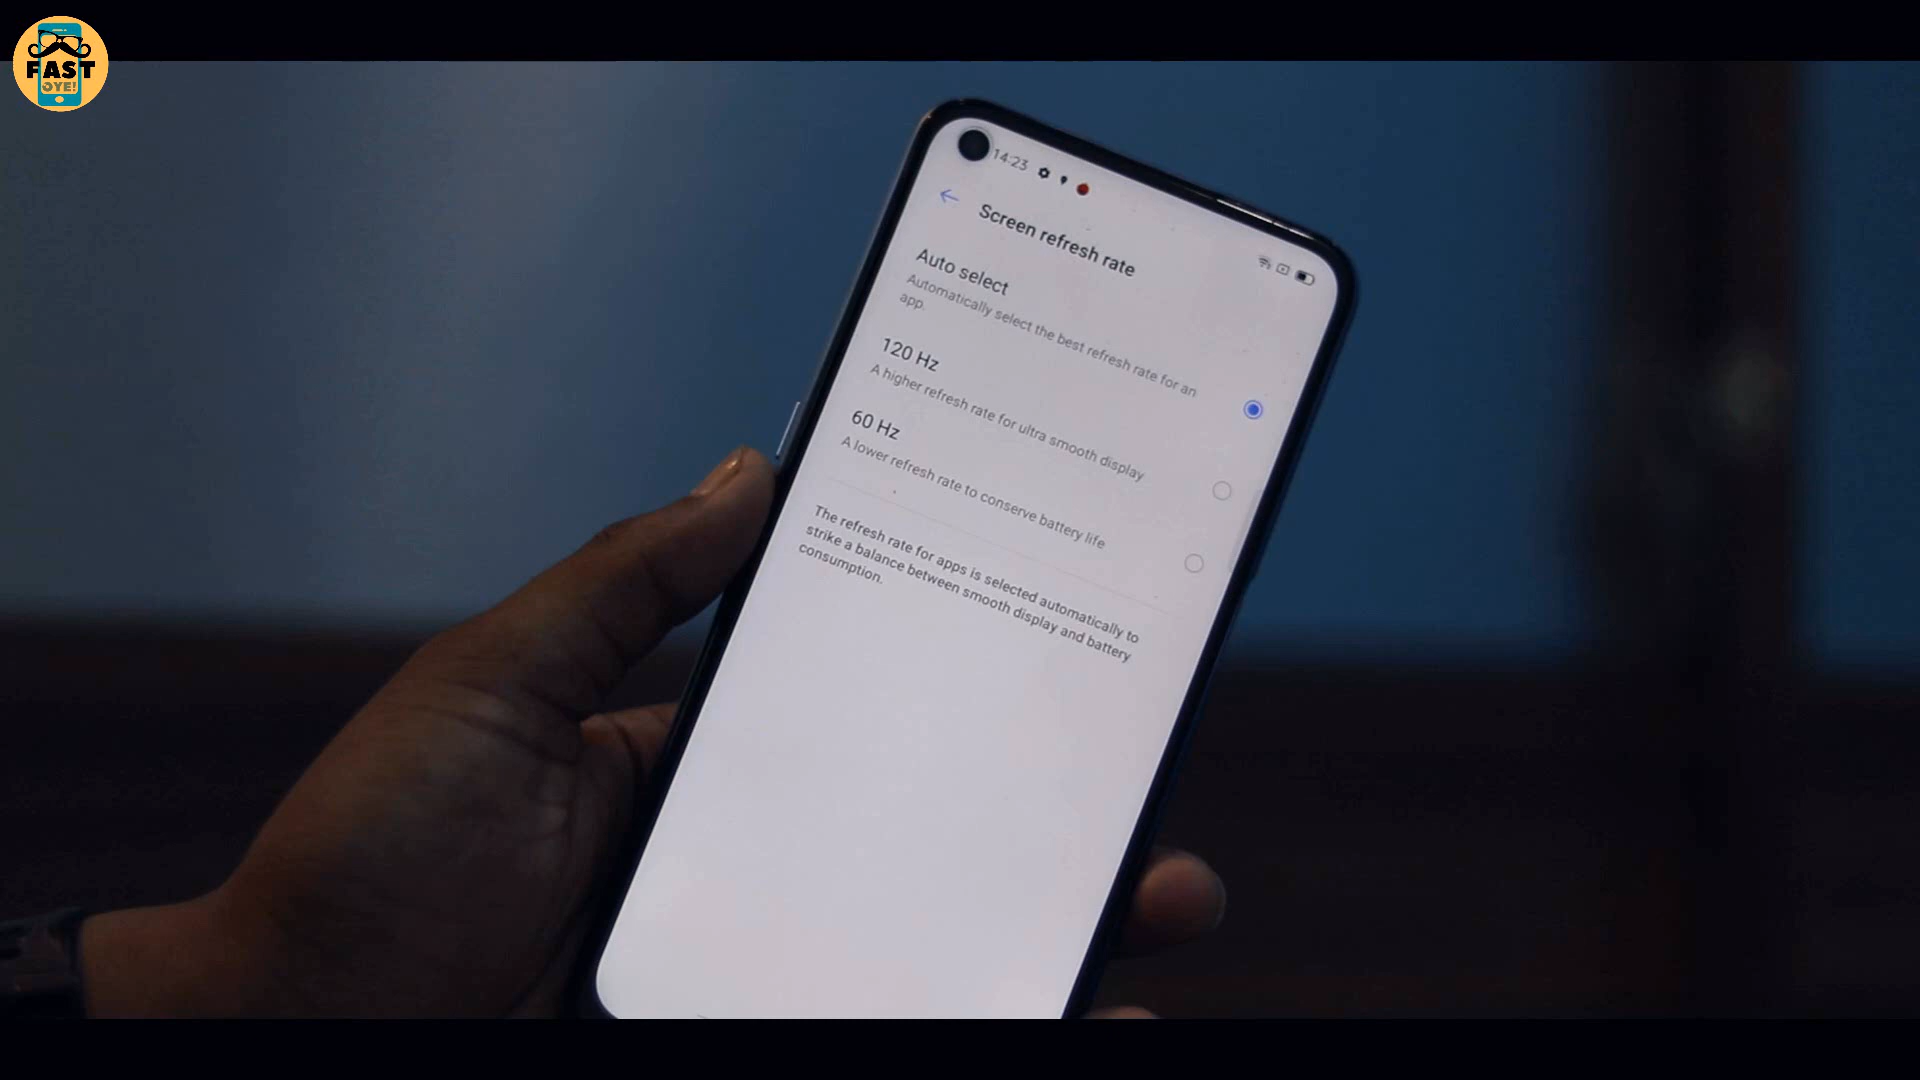 FAST
OYE!
14:23
Screen refresh rate
Auto select
Automatically select the best refresh rate for an
app.
120 Hz
A higher refresh rate for ultra smooth display
60 Hz
A lower refresh rate to conserve battery life
The refresh rate for apps is selected automatically to
strike a balance between smooth display and battery
consumption.